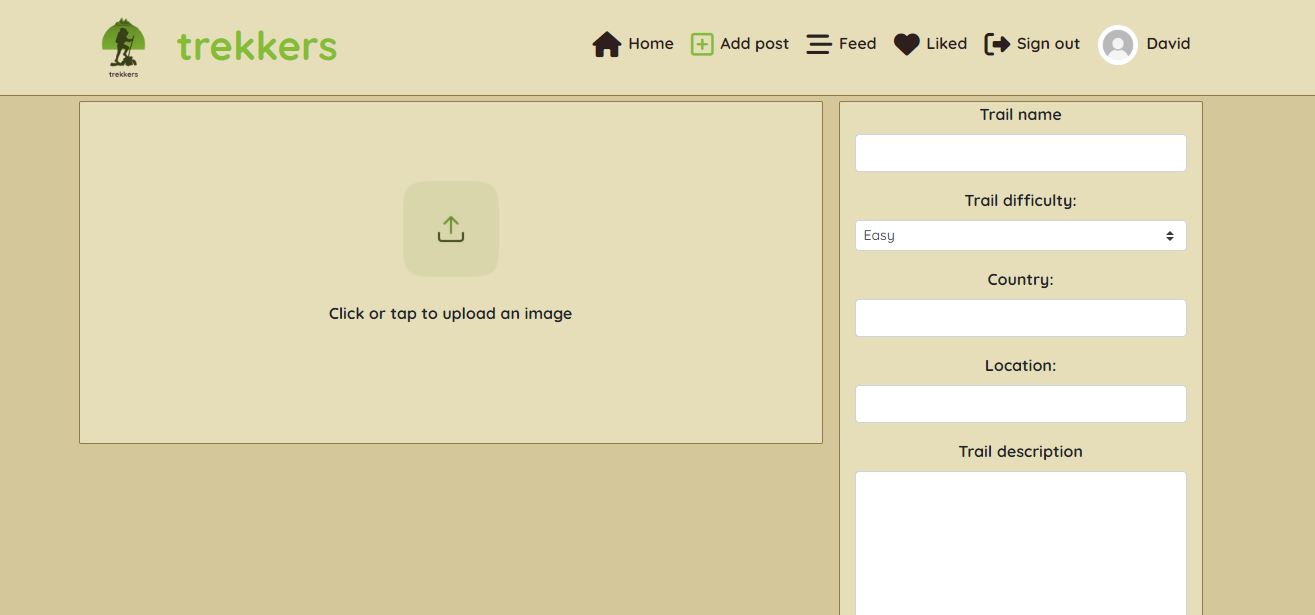 trekkers
trekkers
Home
Add post
Feed
Liked
Sign out
David
Click or tap to upload an image
Trail name
Trail difficulty:
Easy
Country:
Location:
Trail description